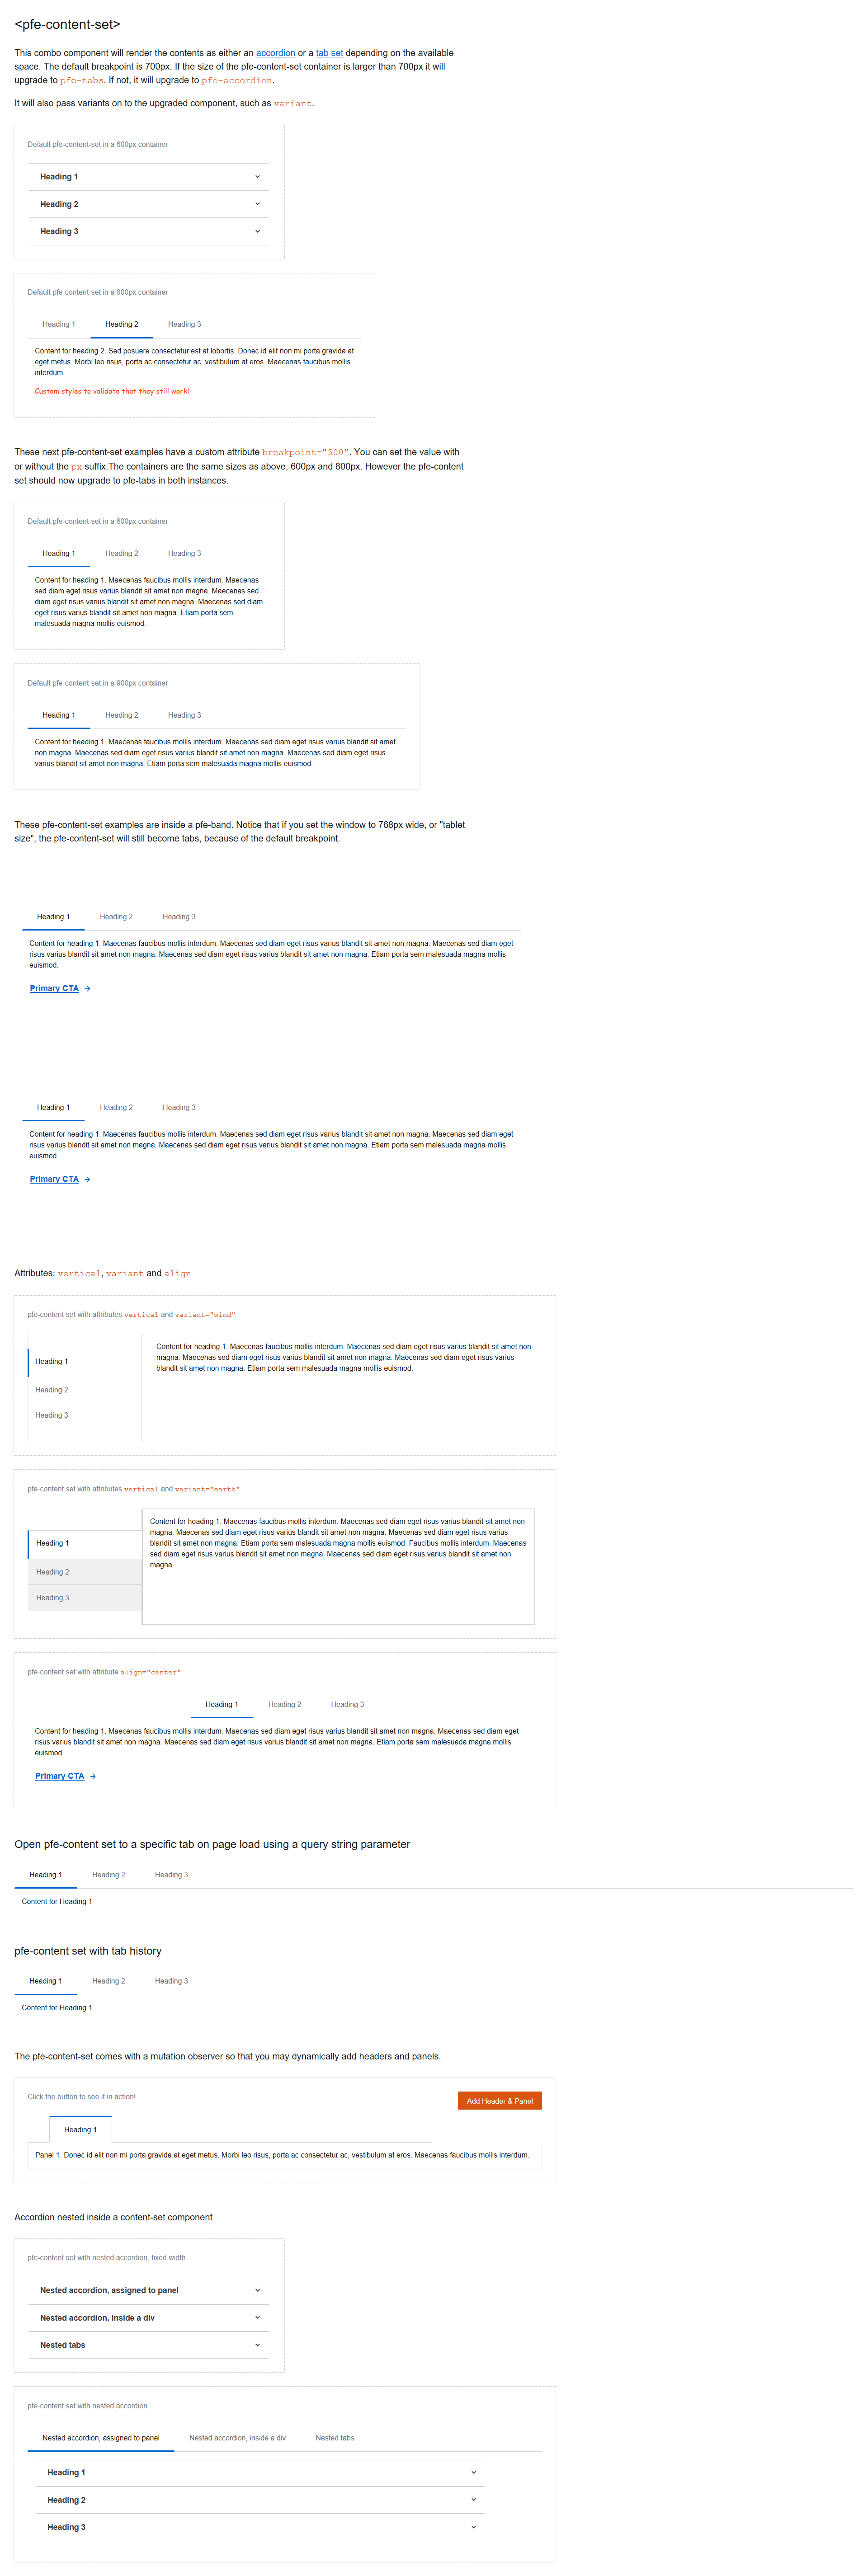 <pfe-content-set>
This combo component will render the contents as either an accordion or a tab set depending on the available
space. The default breakpoint is 700px. If the size of the pfe-content-set container is larger than 700px it will
upgrade to pfe-tabs. If not, it will upgrade to pfe-accordion.
It will also pass variants on to the upgraded component, such as variant.
Default pfe-content-set in a 600px container
Heading 1
Heading 2
Heading 3
Default pfe-content-set in a 800px container
Heading 1 Heading 2 Heading 3
Content for heading 2. Sed posuere consectetur est at lobortis. Donec id elit non mi porta gravida at
eget metus. Morbi leo risus, porta ac consectetur ac, vestibulum at eros. Maecenas faucibus mollis
interdum.
Custom styles to validate that they still work!
These next pfe-content-set examples have a custom attribute breakpoint="500". You can set the value with
or without the px suffix.The containers are the same sizes as above, 600px and 800px. However the pfe-content
set should now upgrade to pfe-tabs in both instances.
Default pfe-content-set in a 600px container
Heading 1 Heading 2 Heading 3
Content for heading 1. Maecenas faucibus mollis interdum. Maecenas
sed diam eget risus varius blandit sit amet non magna. Maecenas sed
diam eget risus varius blandit sit amet non magna. Maecenas sed diam
eget risus varius blandit sit amet non magna. Etiam porta sem
malesuada magna mollis euismod.
Default pfe-content-set in a 900px container
Heading 1 Heading 2 Heading 3
Content for heading 1. Maecenas faucibus mollis interdum. Maecenas sed diam eget risus varius blandit sit amet
non magna. Maecenas sed diam eget risus varius blandit sit amet non magna. Maecenas sed diam eget risus
varius blandit sit amet non magna. Etiam porta sem malesuada magna mollis euismod.
These pfe-content-set examples are inside a pfe-band. Notice that if you set the window to 768px wide, or "tablet
size", the pfe-content-set will still become tabs, because of the default breakpoint.
Heading 1 Heading 2 Heading 3
Content for heading 1. Maecenas faucibus mollis interdum. Maecenas sed diam eget risus varius blandit sit amet non magna. Maecenas sed diam eget
risus varius blandit sit amet non magna. Maecenas sed diam eget risus varius blandit sit amet non magna. Etiam porta sem malesuada magna mollis
euismod.
Primary CTA
Heading 1 Heading 2 Heading 3
Content for heading 1. Maecenas faucibus mollis interdum. Maecenas sed diam eget risus varius blandit sit amet non magna. Maecenas sed diam eget
risus varius blandit sit amet non magna. Maecenas sed diam eget risus varius blandit sit amet non magna. Etiam porta sem malesuada magna mollis
euismod.
Primary CTA
Attributes: vertical, variant and align
pfe-content set with attributes vertical and variant="wind"
Heading 1
Heading 2
Heading 3
Content for heading 1. Maecenas faucibus mollis interdum. Maecenas sed diam eget risus varius blandit sit amet non
magna. Maecenas sed diam eget risus varius blandit sit amet non magna. Maecenas sed diam eget risus varius
blandit sit amet non magna. Etiam porta sem malesuada magna mollis euismod.
pfe-content set with attributes vertical and variant="earth"
Heading 1
Heading 2
Heading 3
Content for heading 1. Maecenas faucibus mollis interdum. Maecenas sed diam eget risus varius blandit sit amet non
magna. Maecenas sed diam eget risus varius blandit sit amet non magna. Maecenas sed diam eget risus varius
blandit sit amet non magna. Etiam porta sem malesuada magna mollis euismod. Faucibus mollis interdum. Maecenas
sed diam eget risus varius blandit sit amet non magna. Maecenas sed diam eget risus varius blandit sit amet non
magna.
pfe-content set with attribute align="center"
Heading 1 Heading 2 Heading 3
Content for heading 1. Maecenas faucibus mollis interdum. Maecenas sed diam eget risus varius blandit sit amet non magna. Maecenas sed diam eget
risus varius blandit sit amet non magna. Maecenas sed diam eget risus varius blandit sit amet non magna. Etiam porta sem malesuada magna mollis
euismod.
Primary CTA
Open pfe-content set to a specific tab on page load using a query string parameter
Heading 1 Heading 2 Heading 3
Content for Heading 1
pfe-content set with tab history
Heading 1 Heading 2 Heading 3
Content for Heading 1
The pfe-content-set comes with a mutation observer so that you may dynamically add headers and panels.
Click the button to see it in action!
Add Header & Panel
Heading 1
Panel 1. Donec id elit non mi porta gravida at eget metus. Morbi leo risus, porta ac consectetur ac, vestibulum at eros. Maecenas faucibus mollis interdum.
Accordion nested inside a content-set component
pfe-content set with nested accordion, fixed width
Nested accordion, assigned to panel
Nested accordion, inside a div
Nested tabs
pfe-content set with nested accordion
Nested accordion, assigned to panel Nested accordion, inside a div Nested tabs
Heading 1
Heading 2
Heading 3